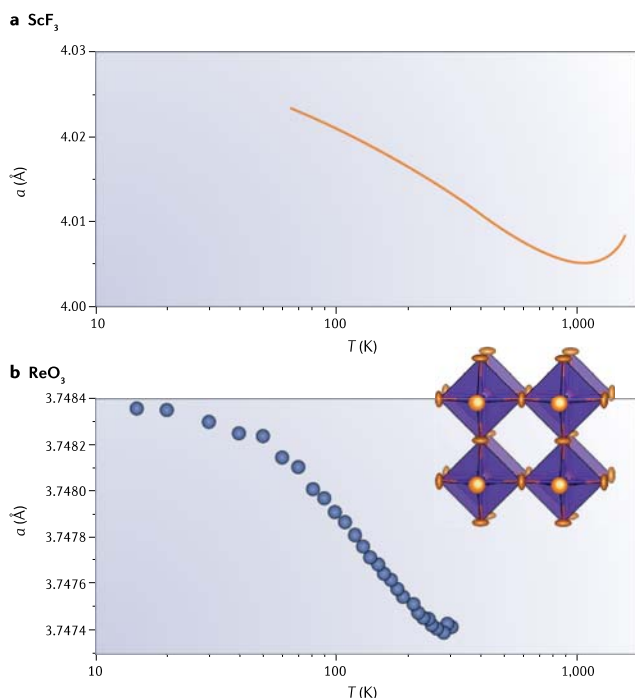 a ScF₃
4.03
4.02
4.01
4.00
a (Å)
10
100
1,000
T (K)
b ReO₃
3.7484
3.7482
3.7480
3.7478
3.7476
3.7474
a (Å)
10
100
1,000
T (K)